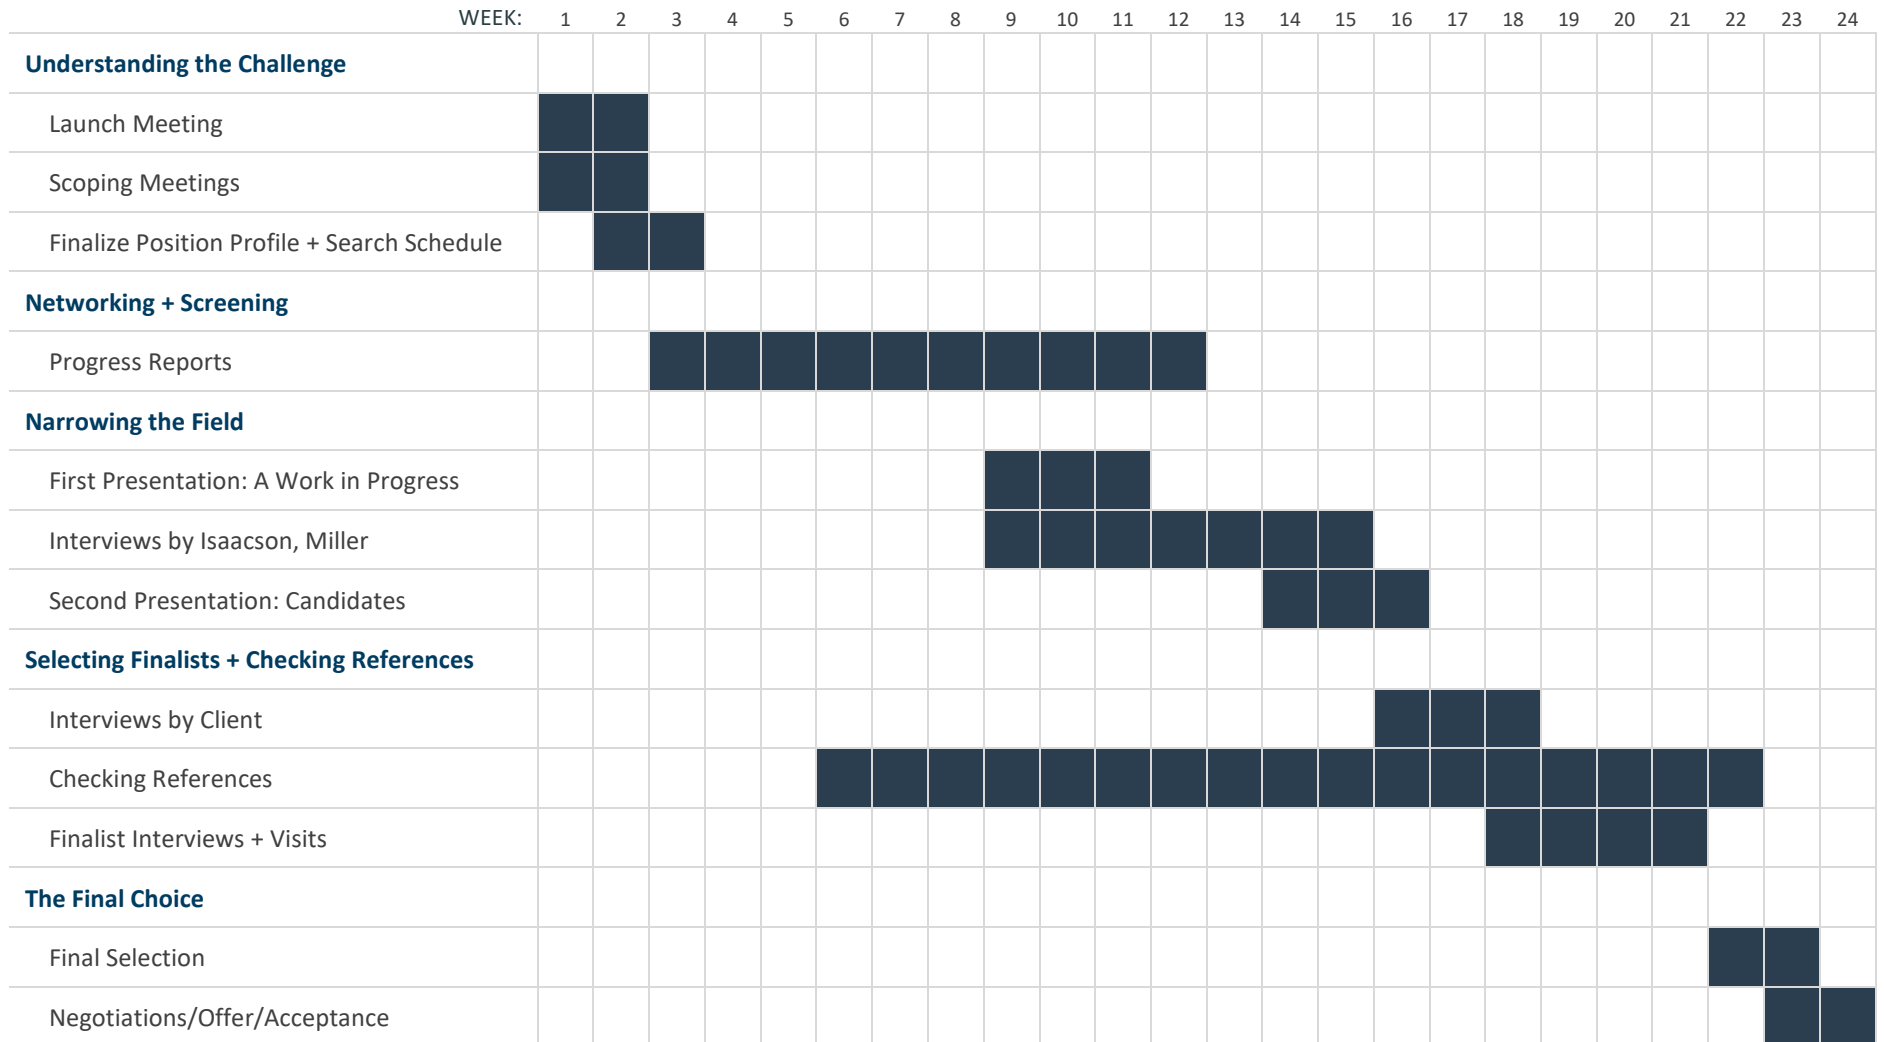 WEEK: 1 2 3 4 5 6 7 8 9 10 11 12 13 14 15 16 17 18 19 20 21 22 23 24
Understanding the Challenge
Launch Meeting
Scoping Meetings
Finalize Position Profile + Search Schedule
Networking + Screening
Progress Reports
Narrowing the Field
First Presentation: A Work in Progress
Interviews by Isaacson, Miller
Second Presentation: Candidates
Selecting Finalists + Checking References
Interviews by Client
Checking References
Finalist Interviews + Visits
The Final Choice
Final Selection
Negotiations/Offer/Acceptance